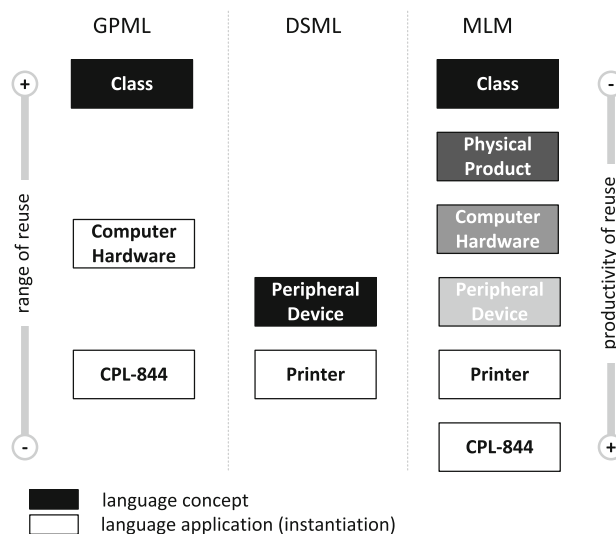 GPML
DSML
MLM
+
Class
Class
-
Physical
Product
Computer
Hardware
Computer
Hardware
range of reuse
productivity of reuse
Peripheral
Device
Peripheral
Device
CPL-844
Printer
Printer
-
CPL-844
+
language concept
language application (instantiation)